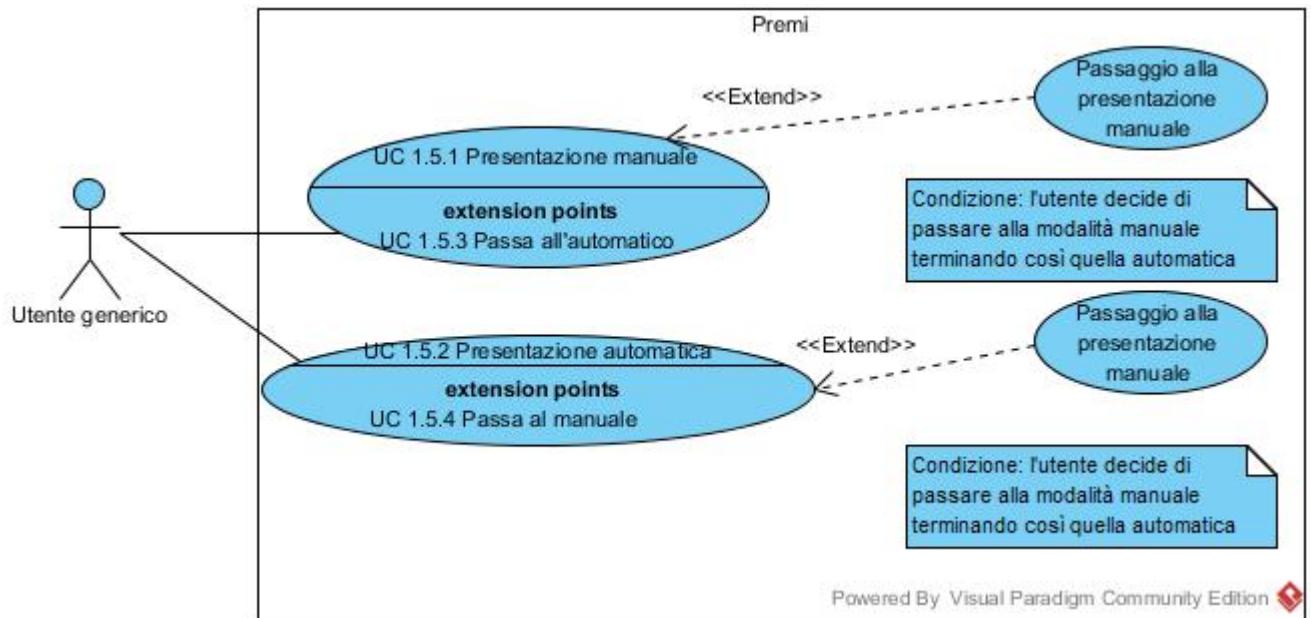 Premi
Passaggio alla
presentazione
manuale
<<Extend>>
UC 1.5.1 Presentazione manuale
extension points
UC 1.5.3 Passa all'automatico
Condizione: l'utente decide di
passare alla modalità manuale
terminando così quella automatica
Utente generico
Passaggio alla
presentazione
manuale
<<Extend>>
UC 1.5.2 Presentazione automatica
extension points
UC 1.5.4 Passa al manuale
Condizione: l'utente decide di
passare alla modalità manuale
terminando così quella automatica
Powered By Visual Paradigm Community Edition